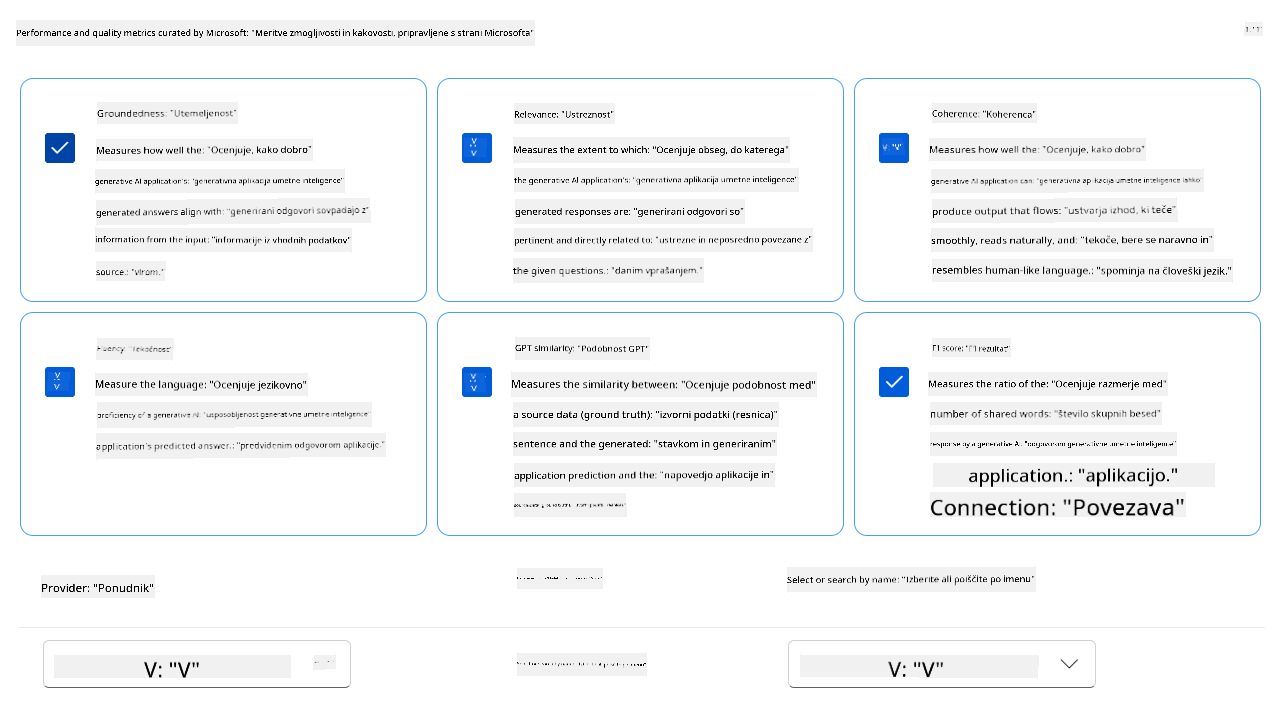 Performance and quality metrics curated by Microsoft: "Meritve zmogljivosti in kakovosti, pripravljene s strani Microsofta"
Groundedness: "Utemeljenost"
Measures how well the: "Ocenjuje, kako dobro"
generative AI application's: "generativna aplikacija umetne inteligence"
generated answers align with: "generirani odgovori sovpadajo z"
information from the input: "informacije iz vhodnih podatkov"
source.: "virom."
V:
"V"
Relevance: "Ustreznost"
Measures the extent to which: "Ocenjuje obseg, do katerega"
the generative AI application's: "generativna aplikacija umetne inteligence"
generated responses are: "generirani odgovori so"
pertinent and directly related to: "ustrezne in neposredno povezane z"
the given questions.: "danim vprašanjem."
V: "V"
Coherence: "Koherenca"
Measures how well the: "Ocenjuje, kako dobro"
generative AI application can: "generativna aplikacija umetne inteligence lahko"
produce output that flows: "ustvarja izhod, ki teče"
smoothly, reads naturally, and: "tekoče, bere se naravno in"
resembles human-like language.: "spominja na človeški jezik."
Fluency: "Tekočnost"
Measure the language: "Ocenjuje jezikovno"
proficiency of a generative AI: "usposobljenost generativne umetne inteligence"
application's predicted answer.: "predvidenim odgovorom aplikacije."
GPT similarity: "Podobnost GPT"
Measures the similarity between: "Ocenjuje podobnost med"
a source data (ground truth): "izvorni podatki (resnica)"
sentence and the generated: "stavkom in generiranim"
application prediction and the: "napovedjo aplikacije in"
F1 score: "F1 rezultat"
Measures the ratio of the: "Ocenjuje razmerje med"
number of shared words: "število skupnih besed"
response by a generative AI: "odgovorom generativne umetne inteligence"
application.: "aplikacijo."
Connection: "Povezava"
Provider: "Ponudnik"
Select or search by name: "Izberite ali poiščite po imenu"
V: "V"
V: "V"